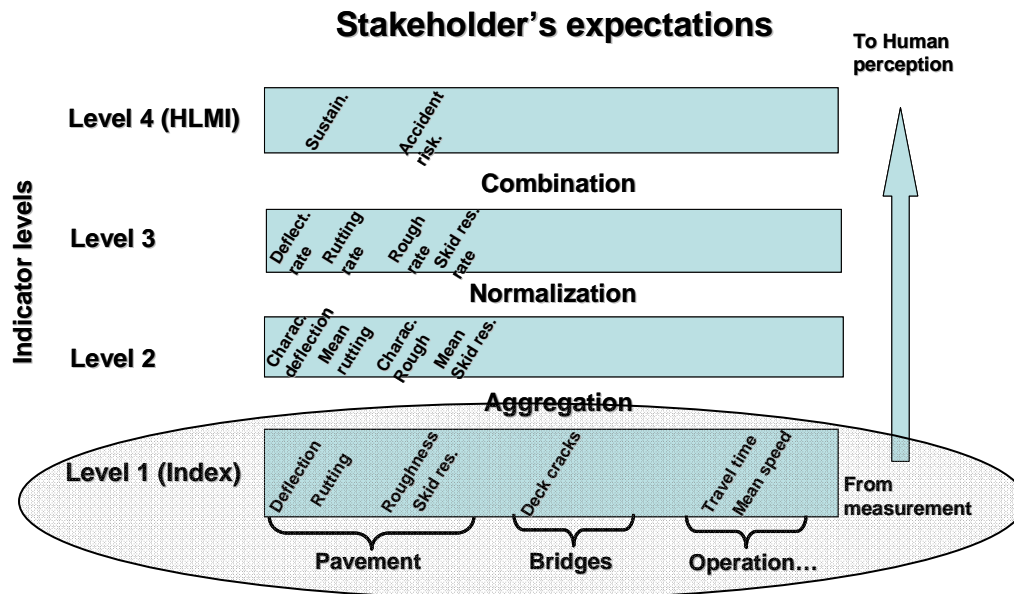 Stakeholder's expectations
To Human
perception
Indicator levels
Level 4 (HLMI)
Sustain.
Accident
risk.
Combination
Level 3
Deflect.
rate
Rutting
rate
Rough
rate
Skid res.
rate
Normalization
Level 2
Charac.
deflection
Mean
rutting
Charac.
Rough
Mean
Skid res.
Aggregation
Level 1 (Index)
Deflection
Rutting
Roughness
Skid res.
Deck cracks
Travel time
Mean speed
From
measurement
Pavement
Bridges
Operation…